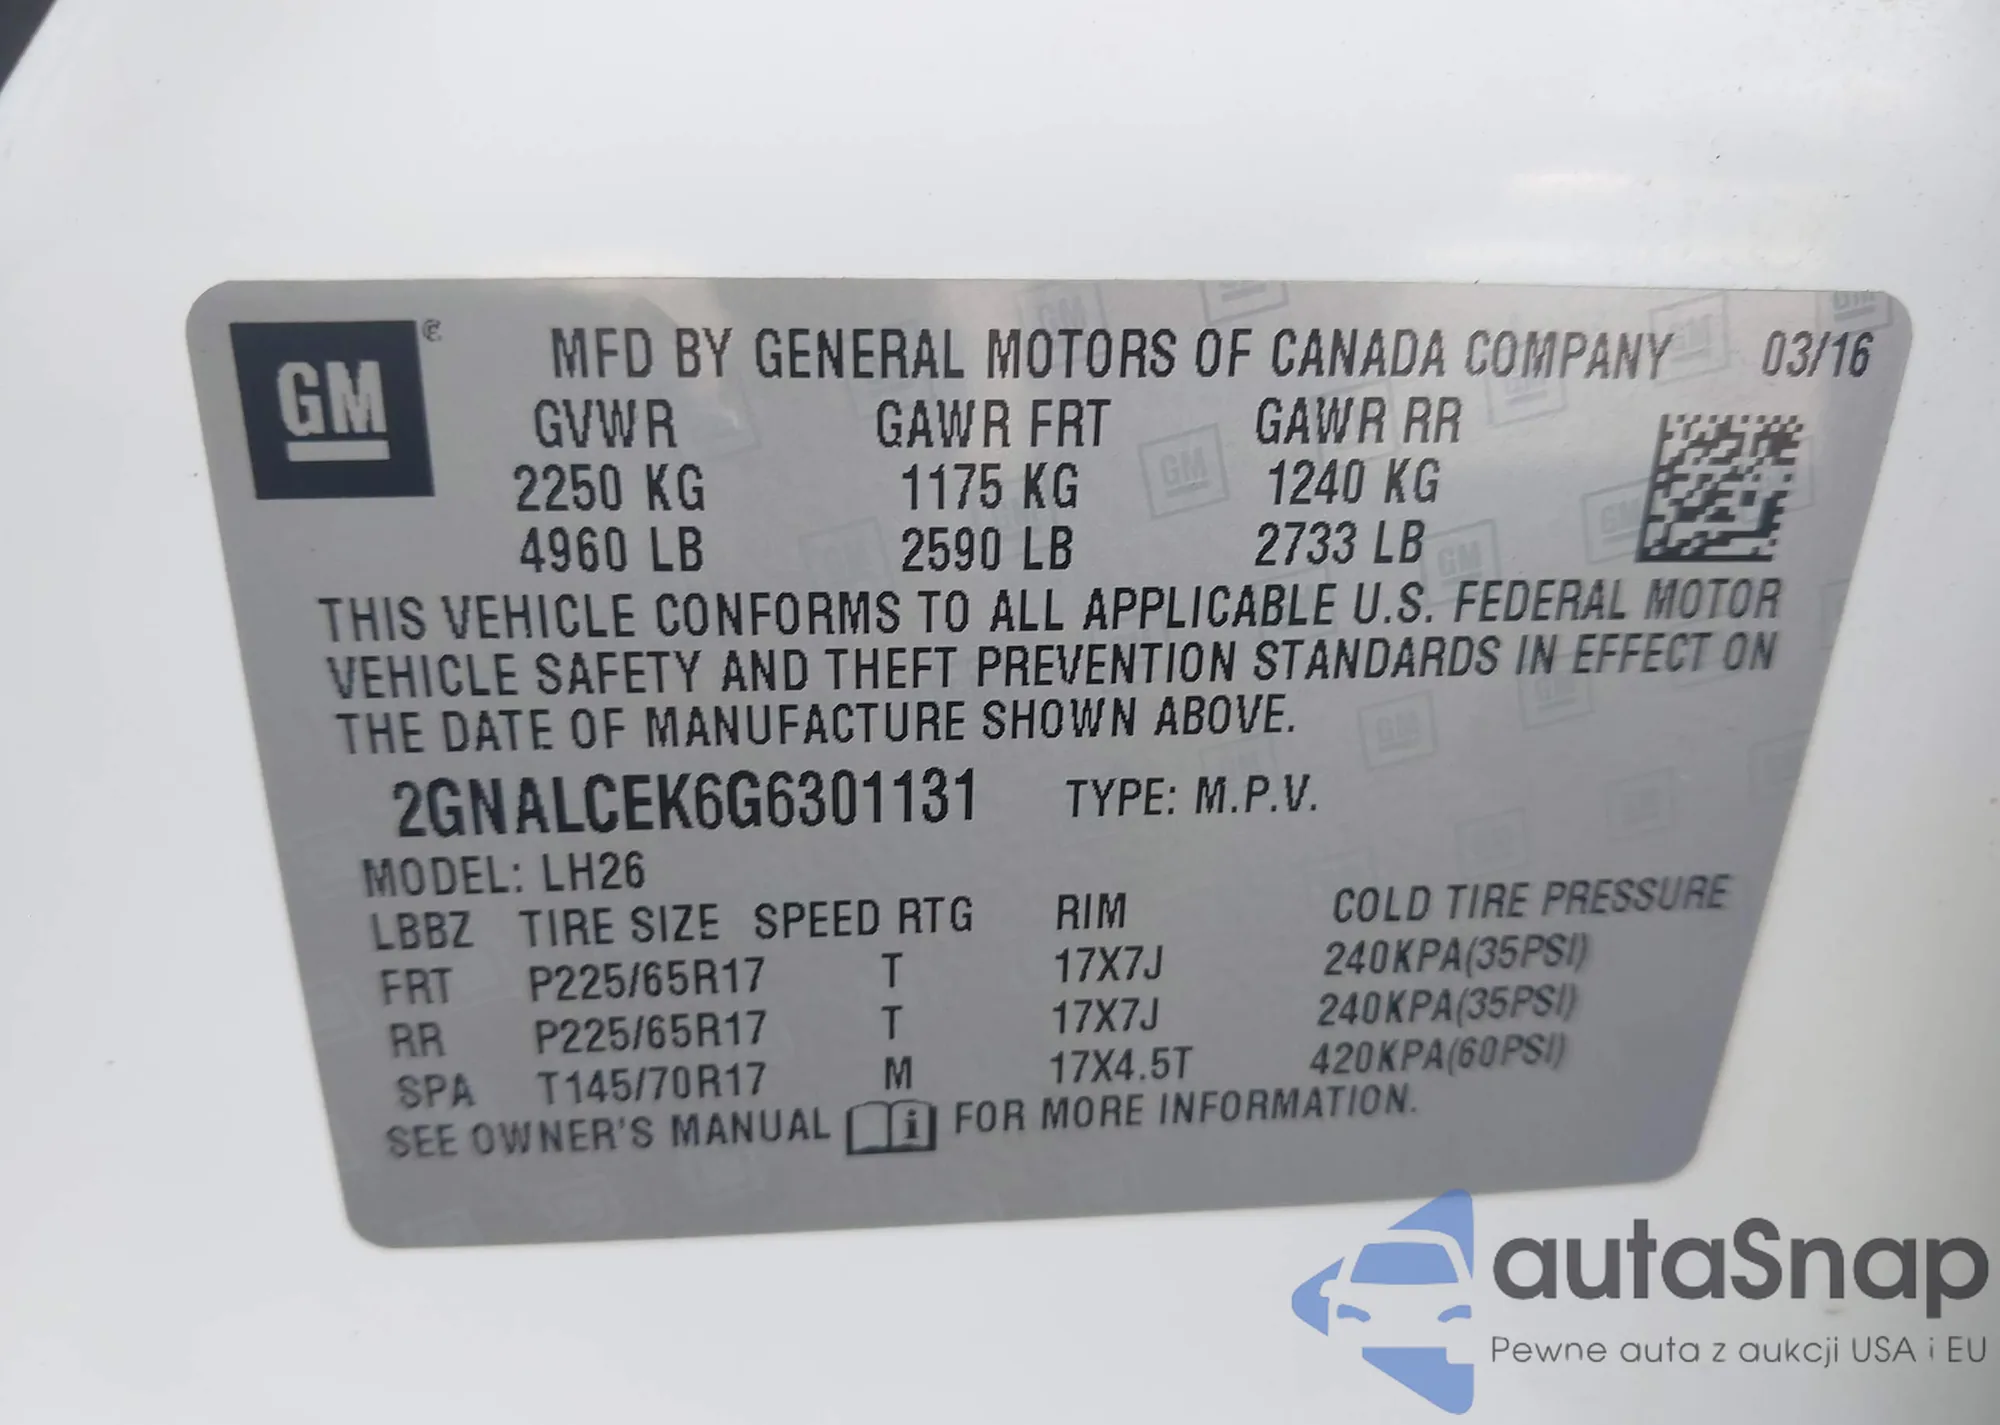 GM
MFD BY GENERAL MOTORS OF CANADA COMPANY 03/16
GVWR GAWR FRT GAWR RR
2250 KG 1175 KG 1240 KG
4960 LB 2590 LB 2733 LB
THIS VEHICLE CONFORMS TO ALL APPLICABLE U.S. FEDERAL MOTOR
VEHICLE SAFETY AND THEFT PREVENTION STANDARDS IN EFFECT ON
THE DATE OF MANUFACTURE SHOWN ABOVE.
2GNALCEK6G6301131 TYPE: M.P.V.
MODEL: LH26
LBBZ TIRE SIZE SPEED RTG RIM COLD TIRE PRESSURE
FRT P225/65R17 T 17X7J 240KPA(35PSI)
RR P225/65R17 T 17X7J 240KPA(35PSI)
SPA T145/70R17 M 17X4.5T 420KPA(60PSI)
SEE OWNER'S MANUAL i FOR MORE INFORMATION.
autaSnap
Pewne auta z aukcji USA i EU